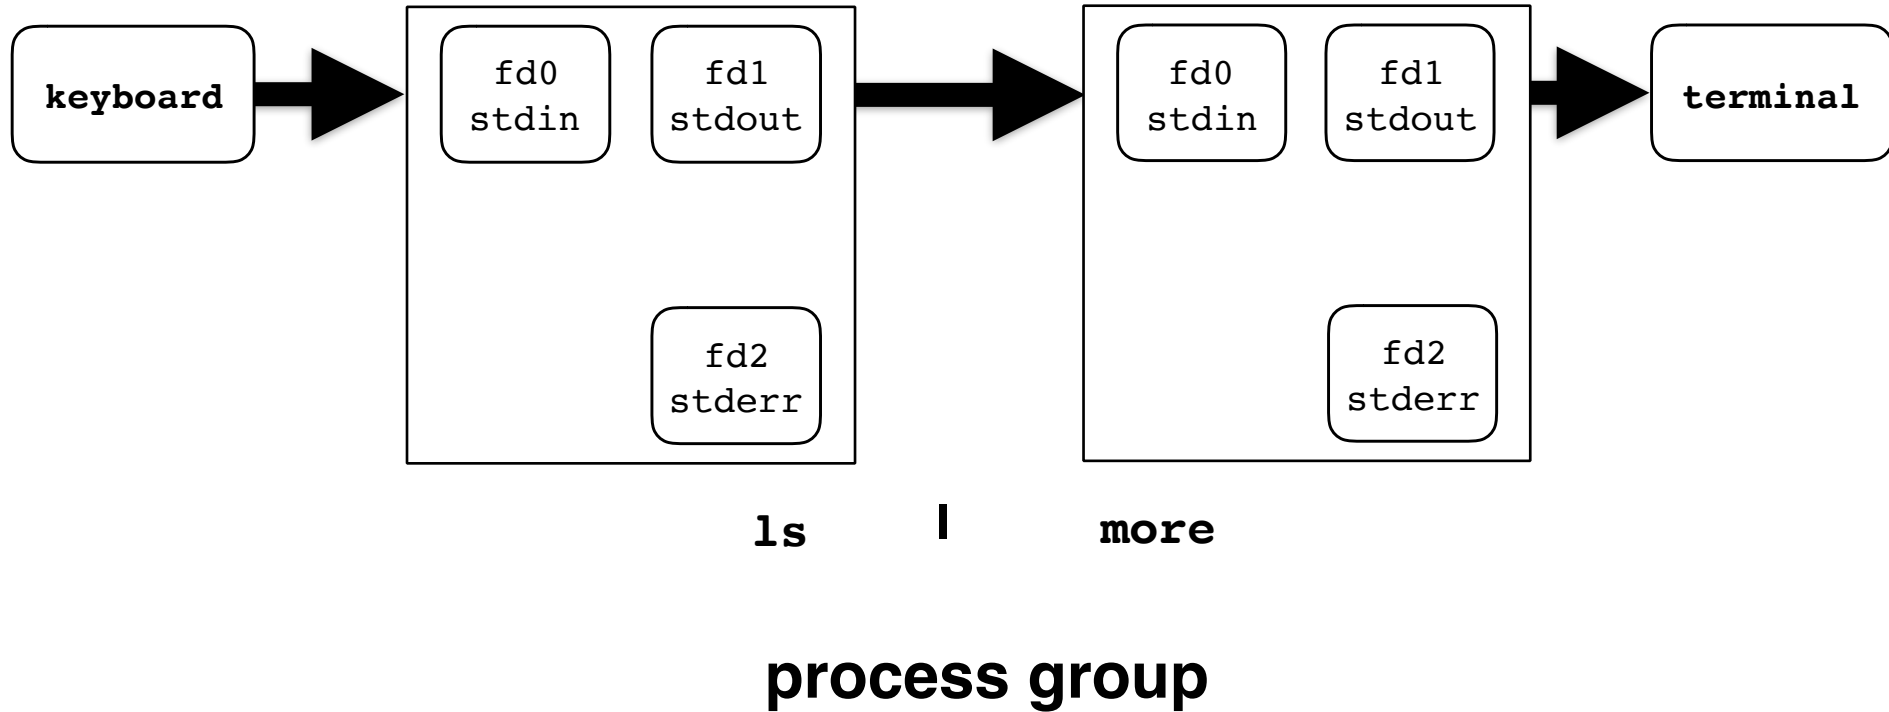 keyboard
fd0
stdin
fd1
stdout
fd0
stdin
fd1
stdout
terminal
fd2
stderr
fd2
stderr
ls | more
process group